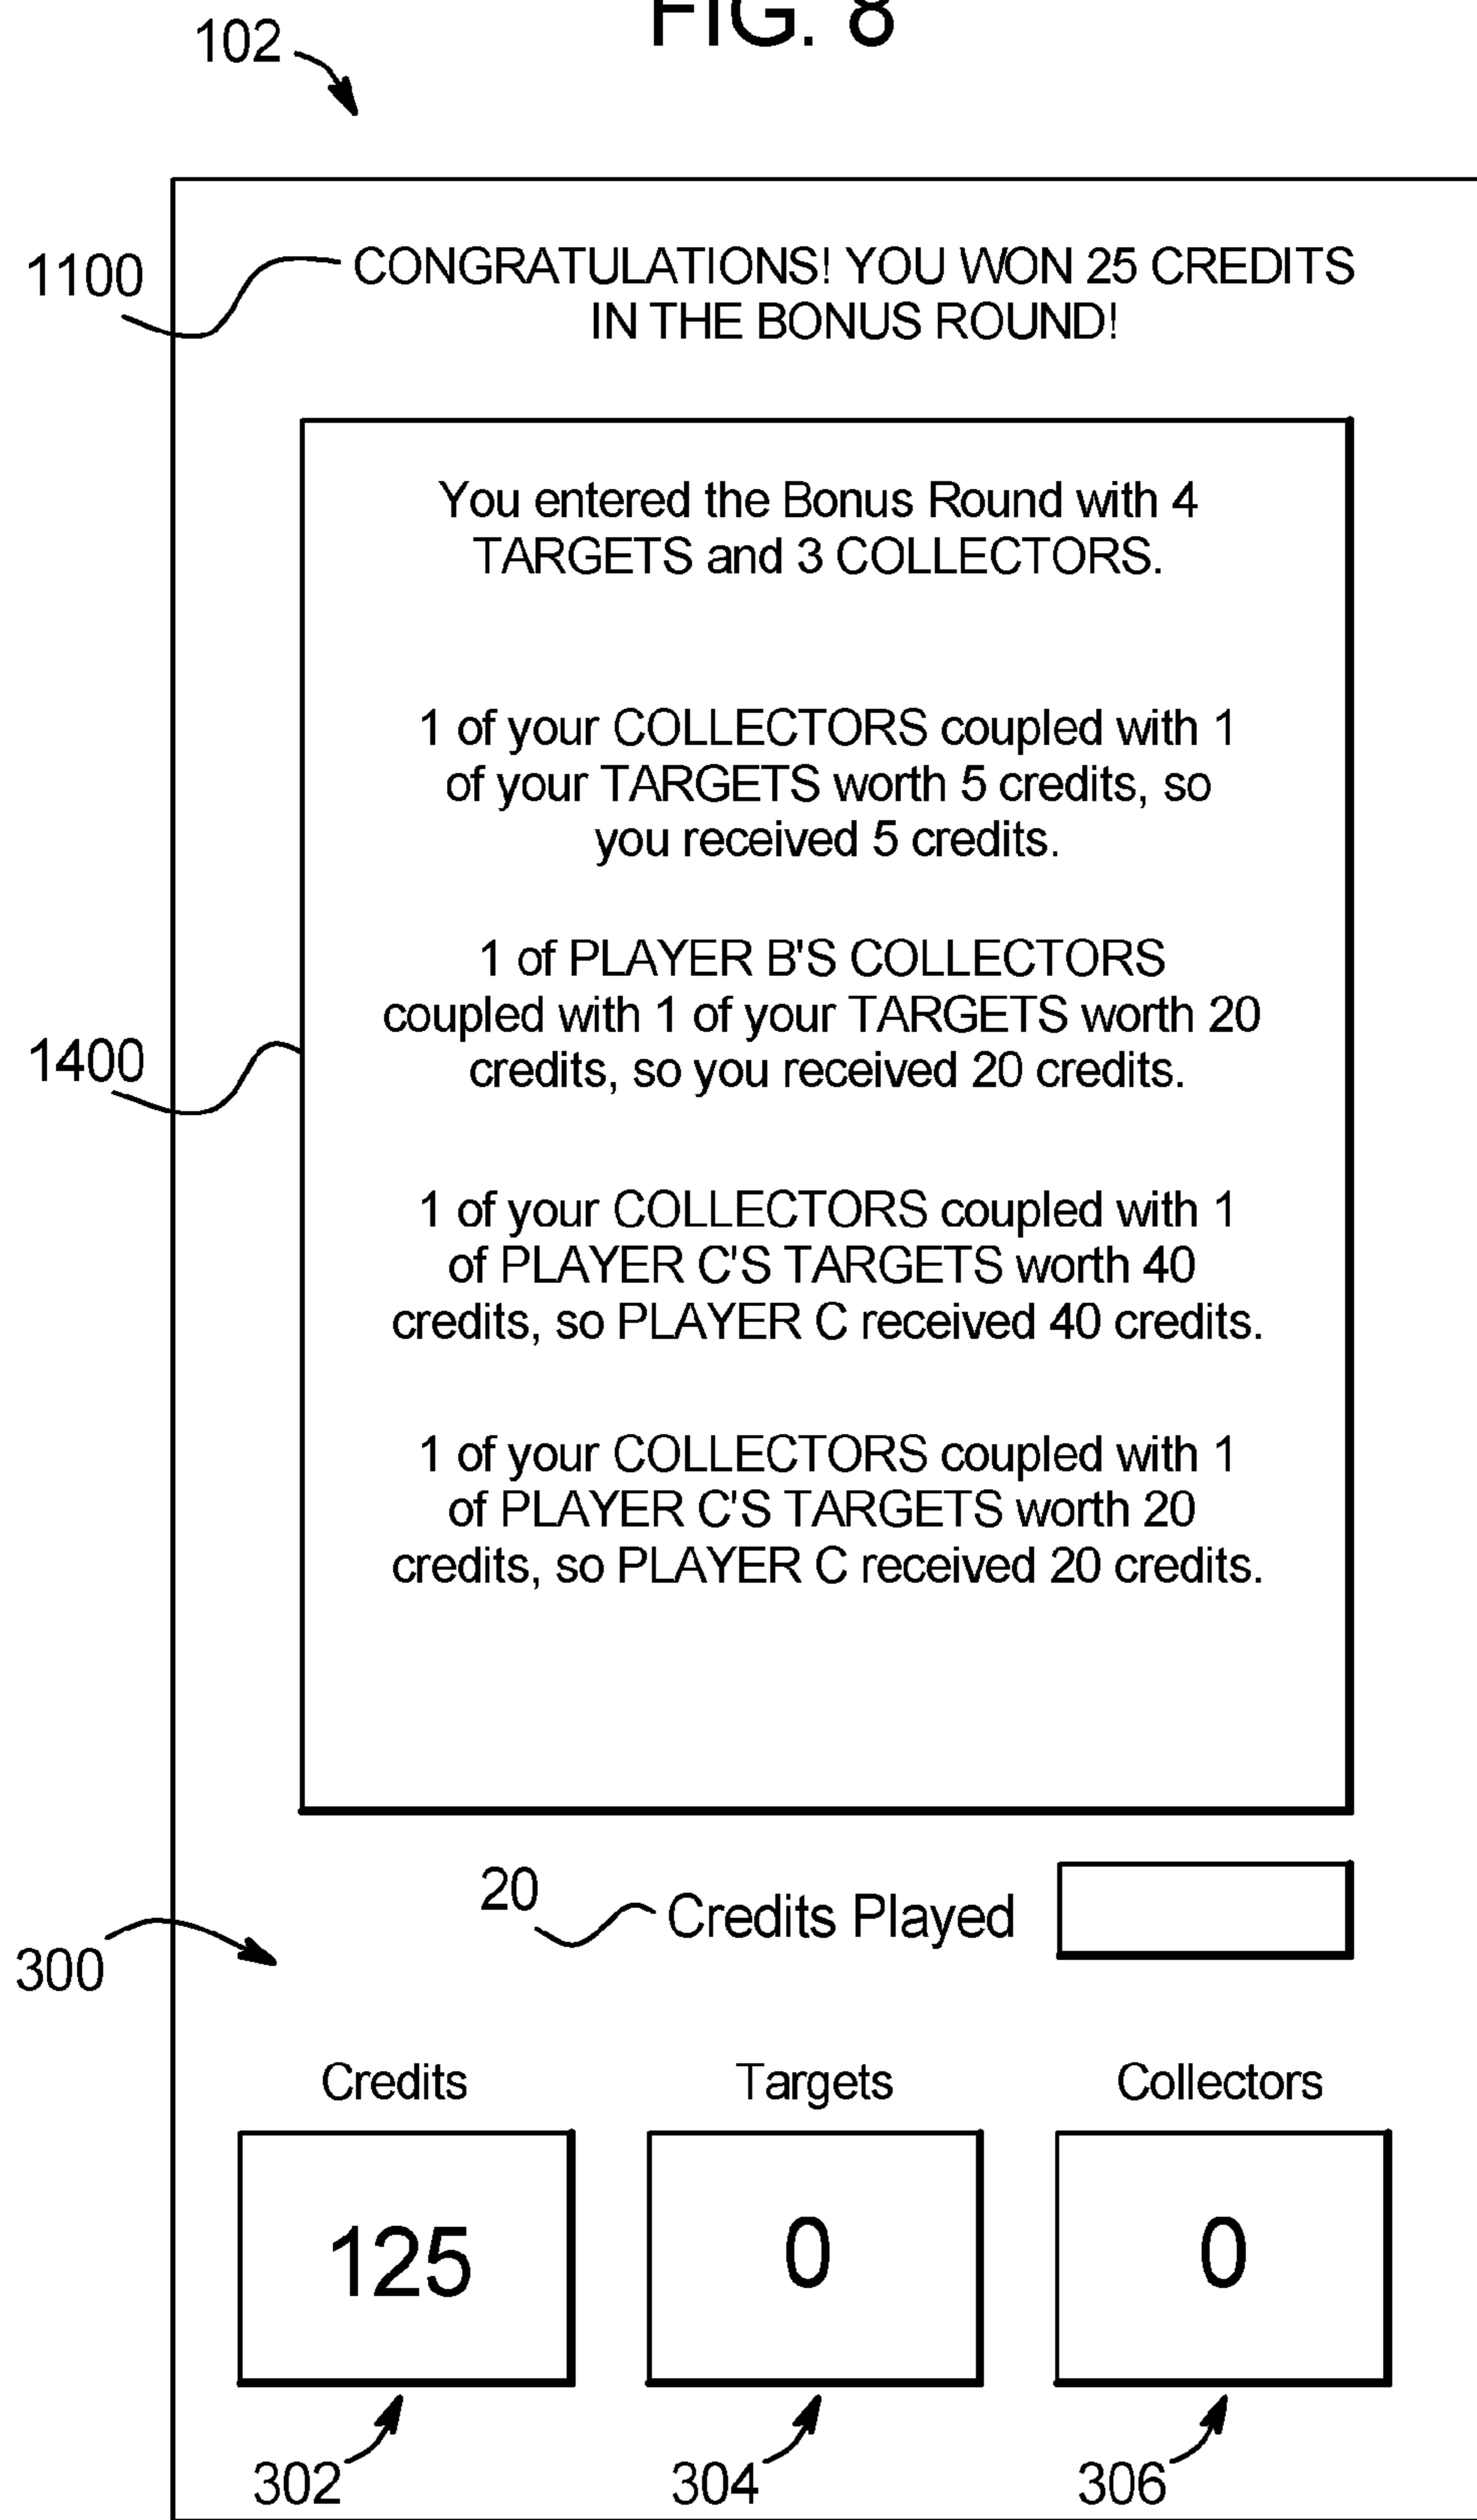 FIG. 8
102
1100
CONGRATULATIONS! YOU WON 25 CREDITS
IN THE BONUS ROUND!
You entered the Bonus Round with 4
TARGETS and 3 COLLECTORS.
1 of your COLLECTORS coupled with 1
of your TARGETS worth 5 credits, so
you received 5 credits.
1 of PLAYER B'S COLLECTORS
coupled with 1 of your TARGETS worth 20
credits, so you received 20 credits.
1400
1 of your COLLECTORS coupled with 1
of PLAYER C'S TARGETS worth 40
credits, so PLAYER C received 40 credits.
1 of your COLLECTORS coupled with 1
of PLAYER C'S TARGETS worth 20
credits, so PLAYER C received 20 credits.
20
Credits Played
300
Credits Targets Collectors
125 0 0
302 304 306